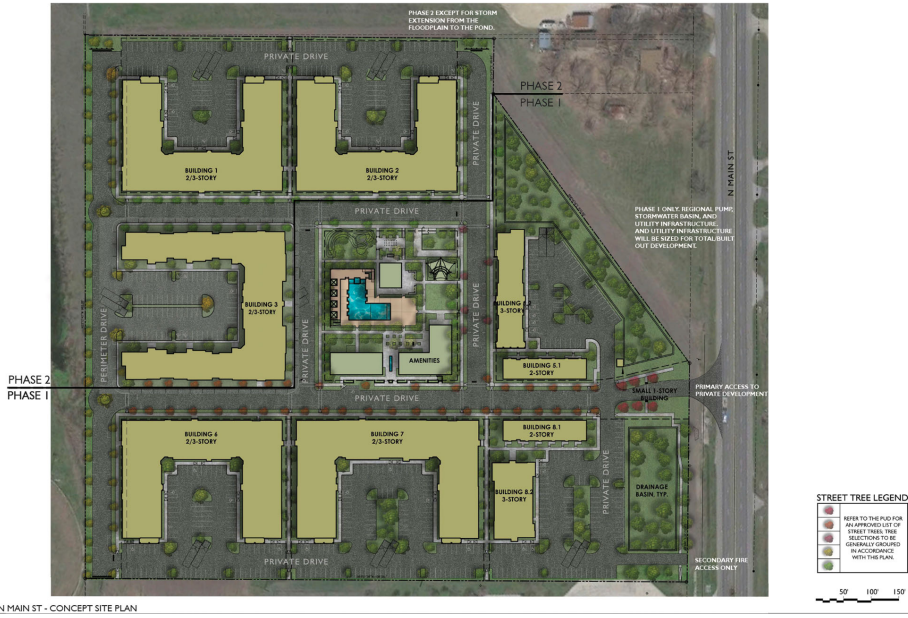 PHASE 2 EXCEPT FOR STORM
EXTENSION FROM THE
FLOODPLAIN TO THE POND.
PRIVATE DRIVE
PRIVATE DRIVE
PHASE 2
PHASE 1
PRIVATE DRIVE
N MAIN ST
BUILDING 1
2/3-STORY
BUILDING 2
2/3-STORY
PRIVATE DRIVE
PHASE 1 ONLY. REGIONAL PUMP,
STORMWATER BASIN, AND
UTILITY INFRASTRUCTURE.
AND UTILITY INFRASTRUCTURE
WILL BE SIZED FOR TOTAL/BUILT
OUT DEVELOPMENT.
BUILDING 3
2/3-STORY
3-STORY
PERIMETER DRIVE
PRIVATE DRIVE
PRIVATE DRIVE
AMENITIES
BUILDING 5.1
2-STORY
PHASE 2
PHASE 1
PRIVATE DRIVE
SMALL 1-STORY
BUILDING
PRIMARY ACCESS TO
PRIVATE DEVELOPMENT
BUILDING 6
2/3-STORY
BUILDING 7
2/3-STORY
BUILDING 8.1
2-STORY
BUILDING 8.2
3-STORY
PRIVATE DRIVE
DRAINAGE
BASIN, TYP.
PRIVATE DRIVE
SECONDARY FIRE
ACCESS ONLY
STREET TREE LEGEND
REFER TO THE PUD FOR
AN APPROVED LIST OF
STREET TREES; TREE
SELECTIONS TO BE
GENERALLY GROUPED
IN ACCORDANCE
WITH THIS PLAN.
50' 100' 150'
N MAIN ST - CONCEPT SITE PLAN